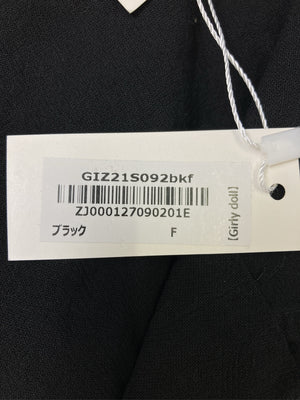 GIZ21S092bkf
ZJ000127090201E
ブラック F
【Girly doll】